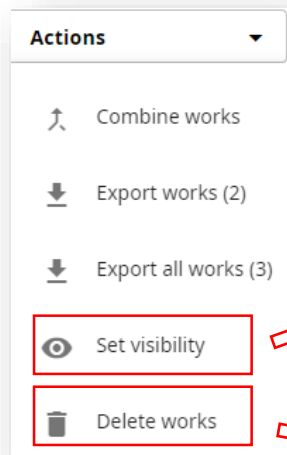 Actions
Combine works
Export works (2)
Export all works (3)
Set visibility
Delete works